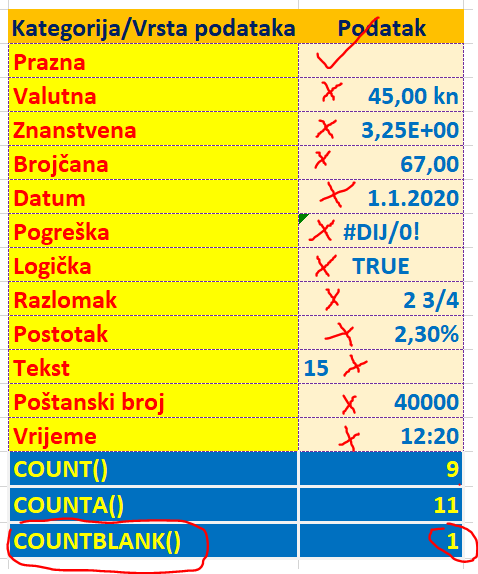 Kategorija/Vrsta podataka Podatak
Prazna
Valutna 45,00 kn
Znanstvena 3,25E+00
Brojčana 67,00
Datum 1.1.2020
Pogreška #DIJ/0!
Logička TRUE
Razlomak 2 3/4
Postotak 2,30%
Tekst 15
Poštanski broj 40000
Vrijeme 12:20
COUNT() 9
COUNTA() 11
COUNTBLANK() 1